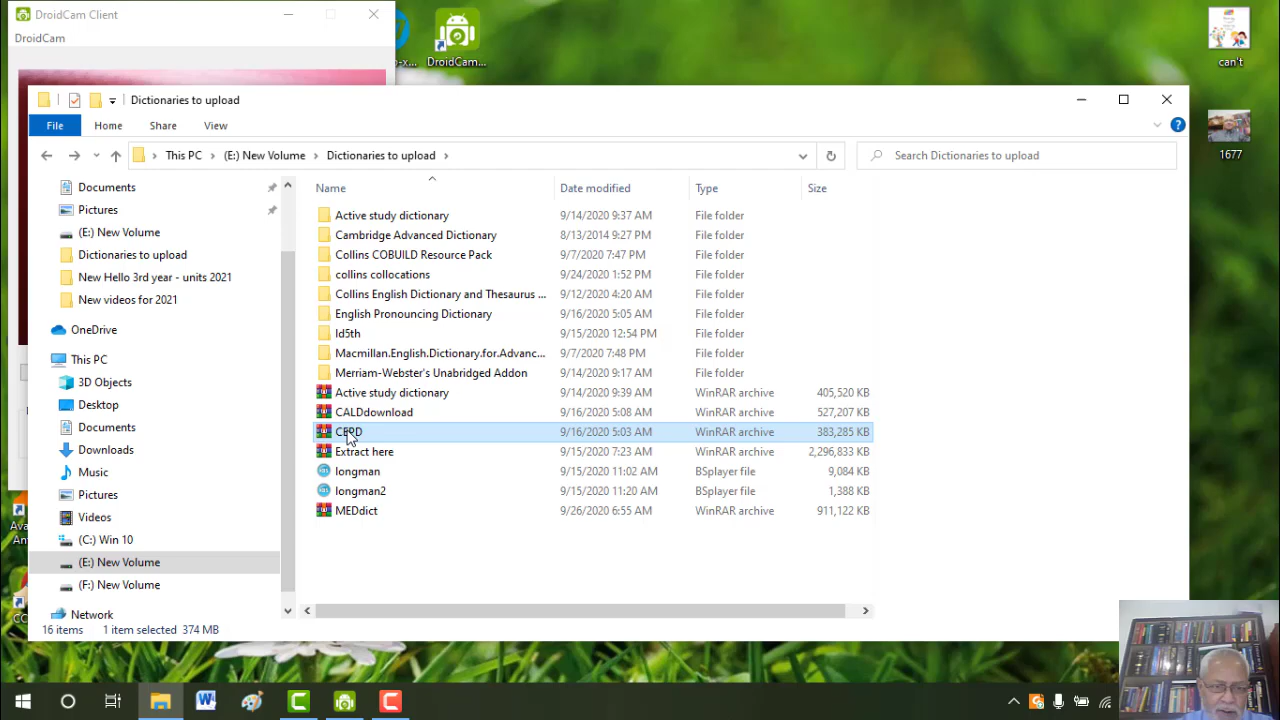 DroidCam Client
DroidCam
DroidCam...
can't
1677
Dictionaries to upload
File Home Share View
This PC (E:) New Volume Dictionaries to upload
Search Dictionaries to upload
Name Date modified Type Size
Documents
Pictures
(E:) New Volume
Dictionaries to upload
New Hello 3rd year - units 2021
New videos for 2021
OneDrive
This PC
3D Objects
Desktop
Documents
Downloads
Music
Pictures
Videos
(C:) Win 10
(E:) New Volume
(F:) New Volume
Network
Active study dictionary 9/14/2020 9:37 AM File folder
Cambridge Advanced Dictionary 8/13/2014 9:27 PM File folder
Collins COBUILD Resource Pack 9/7/2020 7:47 PM File folder
collins collocations 9/24/2020 1:52 PM File folder
Collins English Dictionary and Thesaurus ... 9/12/2020 4:20 AM File folder
English Pronouncing Dictionary 9/16/2020 5:05 AM File folder
ld5th 9/15/2020 12:54 PM File folder
Macmillan.English.Dictionary.for.Advanc... 9/7/2020 7:48 PM File folder
Merriam-Webster's Unabridged Addon 9/14/2020 9:17 AM File folder
Active study dictionary 9/14/2020 9:39 AM WinRAR archive 405,520 KB
CALDdownload 9/16/2020 5:08 AM WinRAR archive 527,207 KB
9/16/2020 5:03 AM WinRAR archive 383,285 KB
Extract here 9/15/2020 7:23 AM WinRAR archive 2,296,833 KB
longman 9/15/2020 11:02 AM BSplayer file 9,084 KB
longman2 9/15/2020 11:20 AM BSplayer file 1,388 KB
MEDdict 9/26/2020 6:55 AM WinRAR archive 911,122 KB
16 items 1 item selected 374 MB